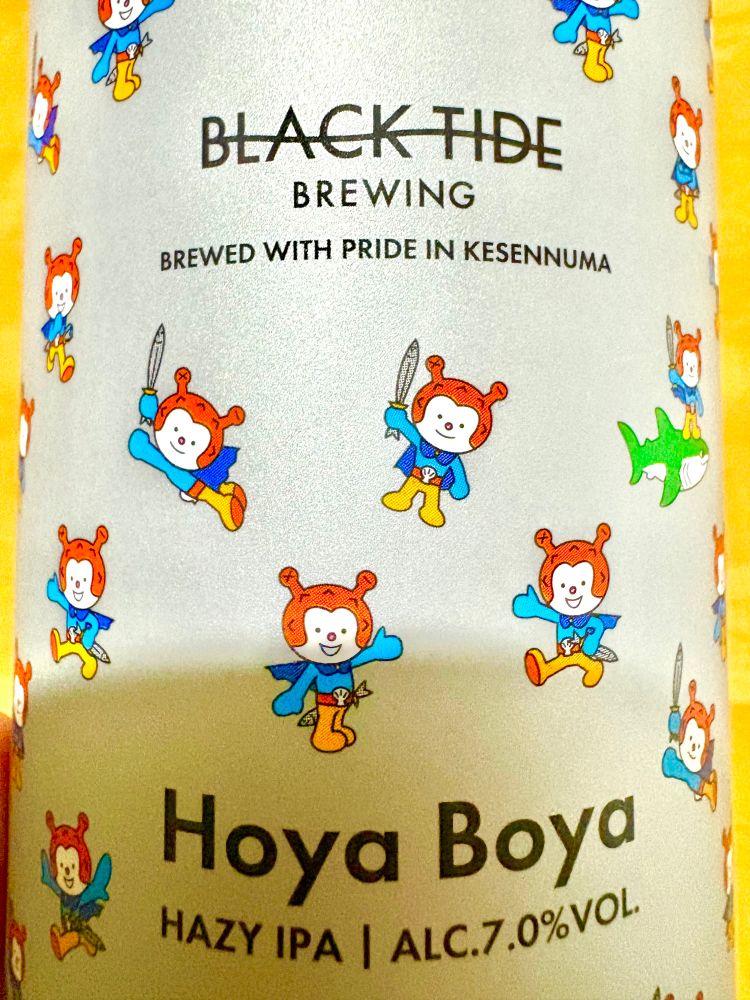 BLACK TIDE
BREWING
BREWED WITH PRIDE IN KESENNUMA
Hoya Boya
HAZY IPA | ALC.7.0%VOL.